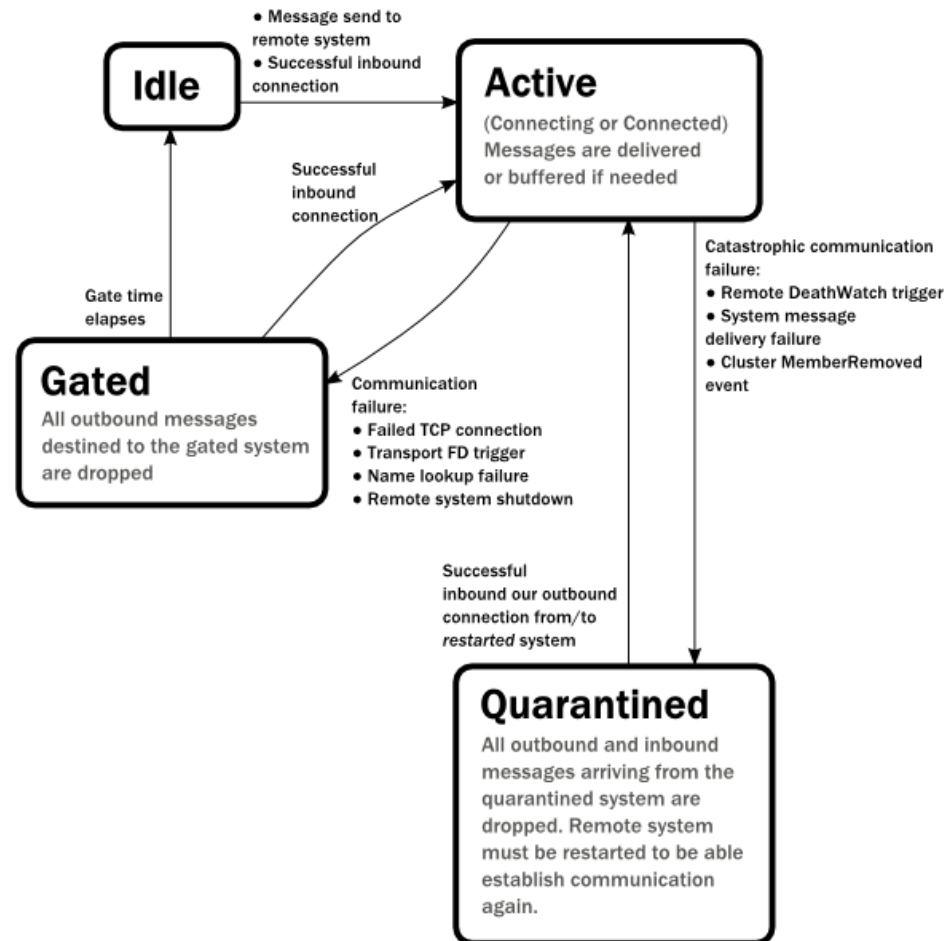 ● Message send to
remote system
● Successful inbound
connection
Idle
Active
(Connecting or Connected)
Messages are delivered
or buffered if needed
Successful
inbound
connection
Gate time
elapses
Catastrophic communication
failure:
● Remote DeathWatch trigger
● System message
delivery failure
● Cluster MemberRemoved
event
Gated
All outbound messages
destined to the gated system
are dropped
Communication
failure:
● Failed TCP connection
● Transport FD trigger
● Name lookup failure
● Remote system shutdown
Successful
inbound our outbound
connection from/to
restarted system
Quarantined
All outbound and inbound
messages arriving from the
quarantined system are
dropped. Remote system
must be restarted to be able
establish communication
again.